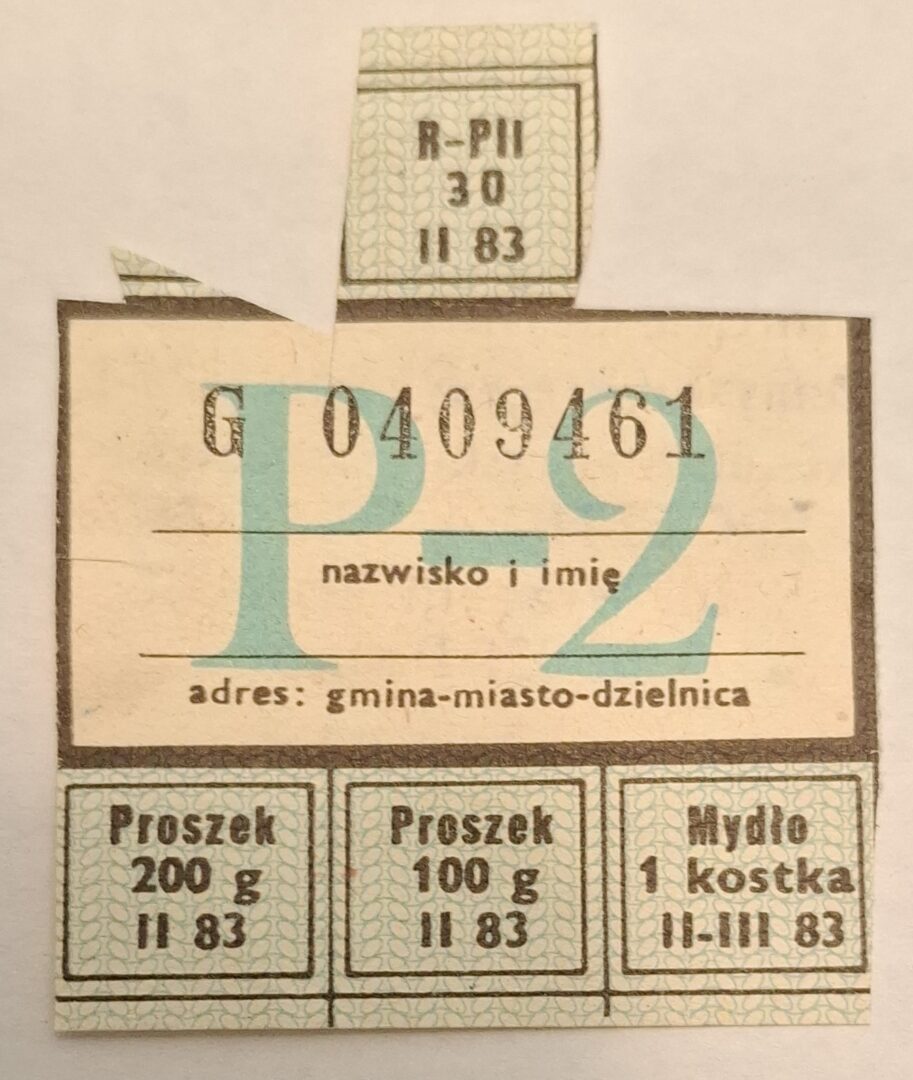 R-PII
30
II 83
G 0409461
P-2
nazwisko i imię
adres: gmina-miasto-dzielnica
Proszek
200 g
II 83
Proszek
100 g
II 83
Mydło
1 kostka
II-III 83